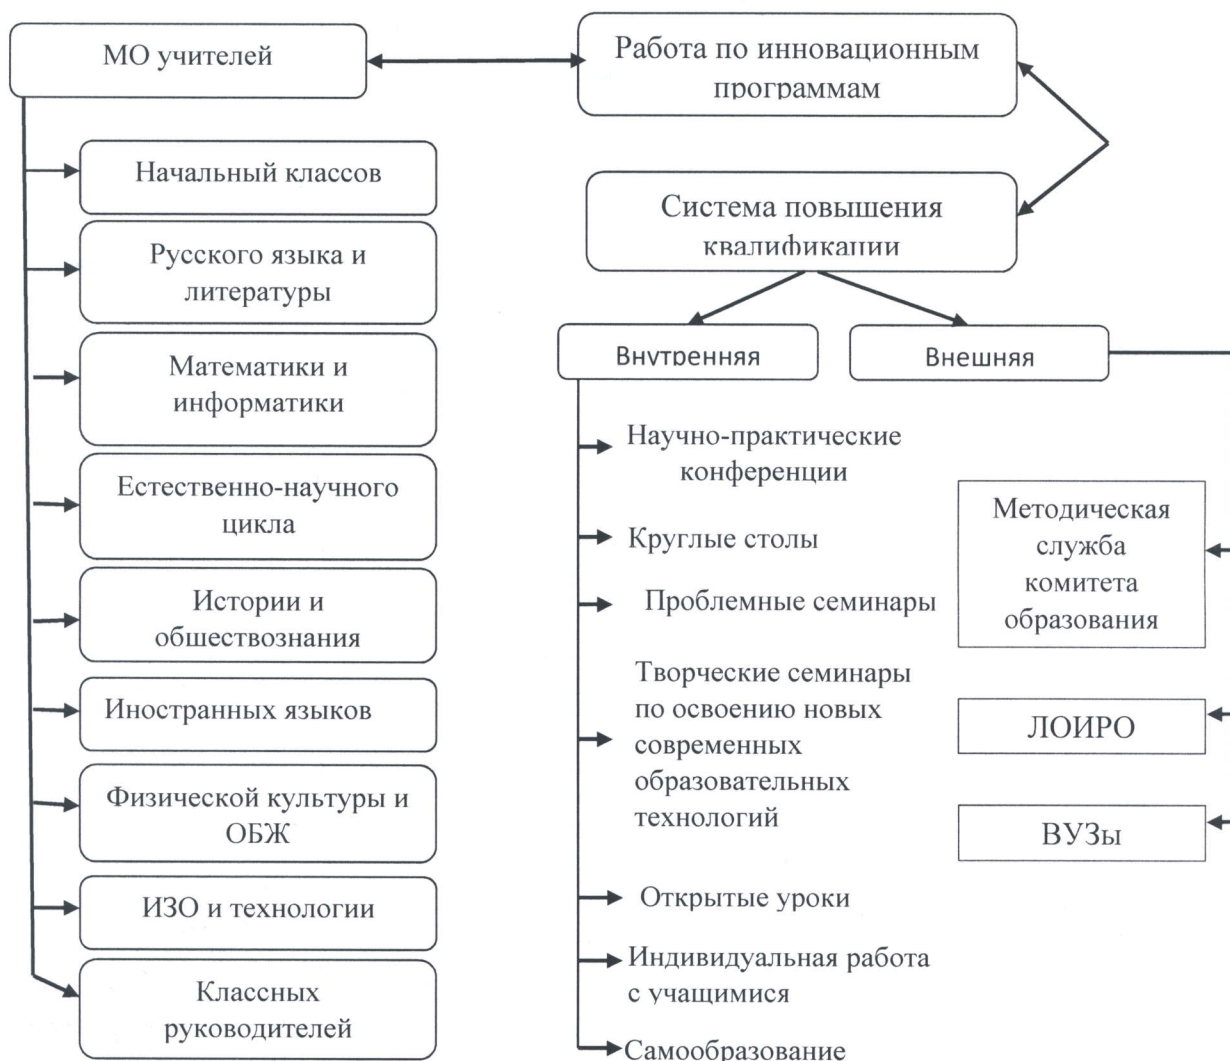 МО учителей
Работа по инновационным
программам
Начальный классов
Русского языка и
литературы
Математики и
информатики
Естественно-научного
цикла
Истории и
обществознания
Иностранных языков
Физической культуры и
ОБЖ
ИЗО и технологии
Классных
руководителей
Система повышения
квалификации
Внутренняя
Внешняя
Научно-практические
конференции
Круглые столы
Проблемные семинары
Творческие семинары
по освоению новых
современных
образовательных
технологий
Открытые уроки
Индивидуальная работа
с учащимися
Самообразование
Методическая
служба
комитета
образования
ЛОИРО
ВУЗы